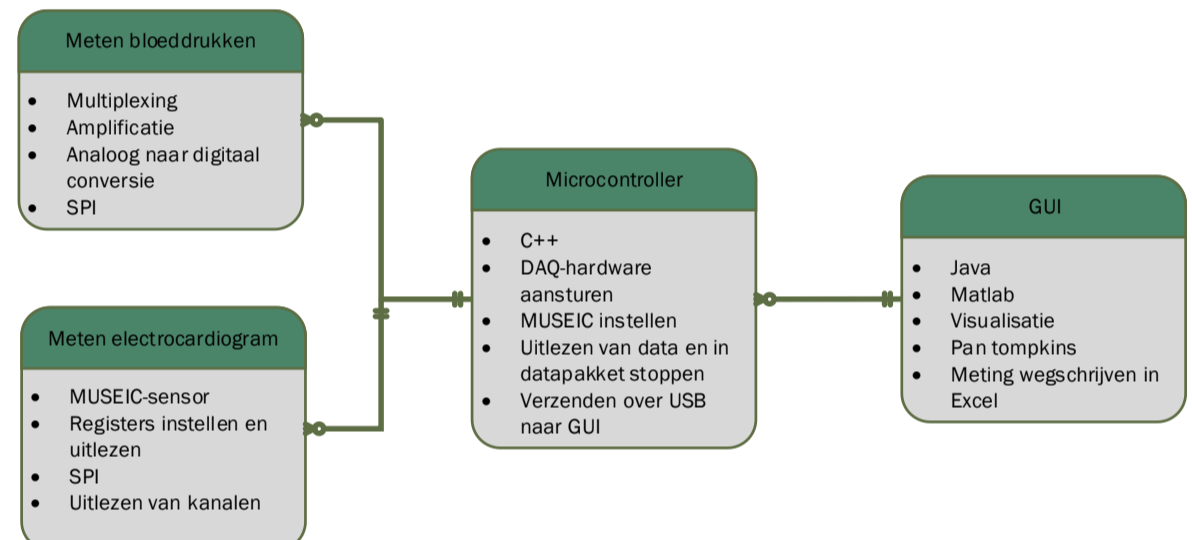 Meten bloeddrukken
• Multiplexing
• Amplificatie
• Analoog naar digitaal
conversie
• SPI
Meten electrocardiogram
• MUSEIC-sensor
• Registers instellen en
uitlezen
• SPI
• Uitlezen van kanalen
Microcontroller
• C++
• DAQ-hardware
aansturen
• MUSEIC instellen
• Uitlezen van data en in
datapakket stoppen
• Verzenden over USB
naar GUI
GUI
• Java
• Matlab
• Visualisatie
• Pan tompkins
• Meting wegschrijven in
Excel